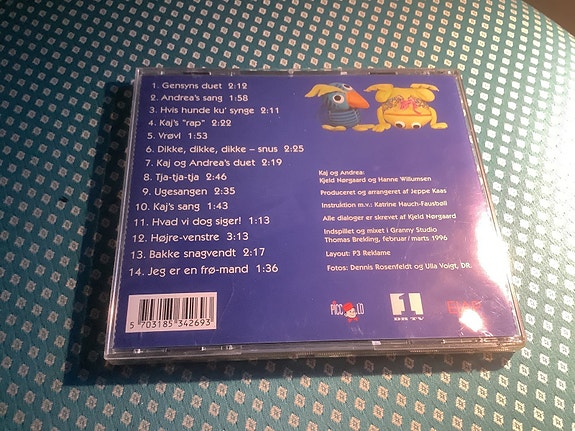 1. Gensyns duet 2:12
2. Andrea's sang 1:58
3. Hvis hunde ku' synge 2:11
4. Kaj's "rap" 2:22
5. Vrøvl 1:53
6. Dikke, dikke, dikke – snus 2:25
7. Kaj og Andrea's duet 2:19
8. Tja-tja-tja 2:46
9. Ugesangen 2:35
10. Kaj's sang 1:43
11. Hvad vi dog siger! 1:13
12. Højre-venstre 3:13
13. Bakke snagvendt 2:17
14. Jeg er en frø-mand 1:36
Kaj og Andrea:
Kjeld Nørgaard og Hanne Willumsen
Produceret og arrangeret af Jeppe Kaas
Instruktion m.v.: Katrine Hauch-Fausbøll
Alle dialoger er skrevet af Kjeld Nørgaard
Indspillet og mixet i Granny Studio
Thomas Brekling, februar/marts 1996
Layout: P3 Reklame
Fotos: Dennis Rosenfeldt og Ulla Voigt, DR.
5 703185 342693
PICCOLO
1
DR TV